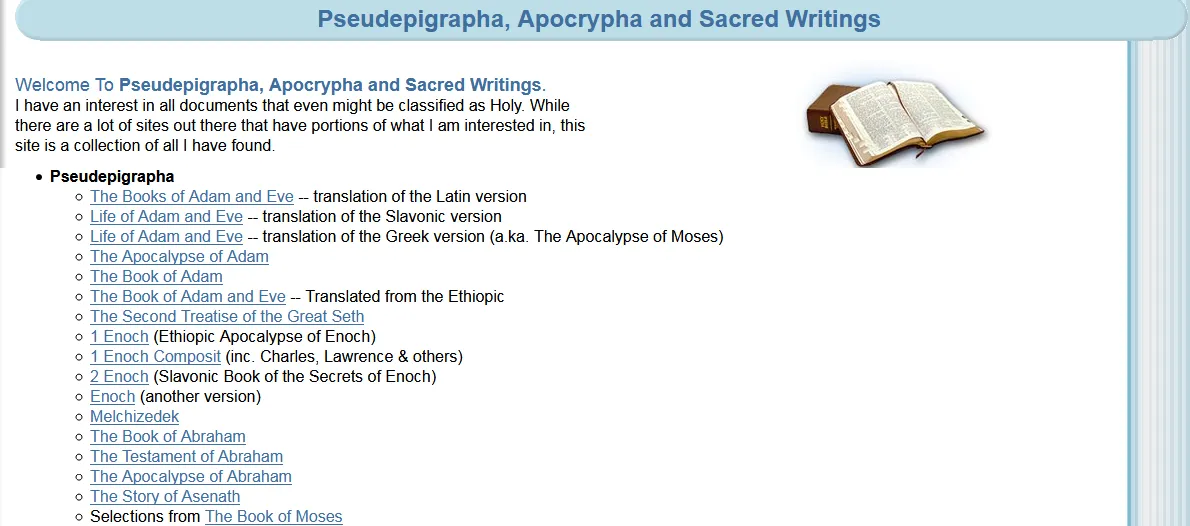 Pseudepigrapha, Apocrypha and Sacred Writings
Welcome To Pseudepigrapha, Apocrypha and Sacred Writings.
I have an interest in all documents that even might be classified as Holy. While
there are a lot of sites out there that have portions of what I am interested in, this
site is a collection of all I have found.
Pseudepigrapha
The Books of Adam and Eve -- translation of the Latin version
Life of Adam and Eve -- translation of the Slavonic version
Life of Adam and Eve -- translation of the Greek version (a.ka. The Apocalypse of Moses)
The Apocalypse of Adam
The Book of Adam
The Book of Adam and Eve -- Translated from the Ethiopic
The Second Treatise of the Great Seth
1 Enoch (Ethiopic Apocalypse of Enoch)
1 Enoch Composit (inc. Charles, Lawrence & others)
2 Enoch (Slavonic Book of the Secrets of Enoch)
Enoch (another version)
Melchizedek
The Book of Abraham
The Testament of Abraham
The Apocalypse of Abraham
The Story of Asenath
Selections from The Book of Moses